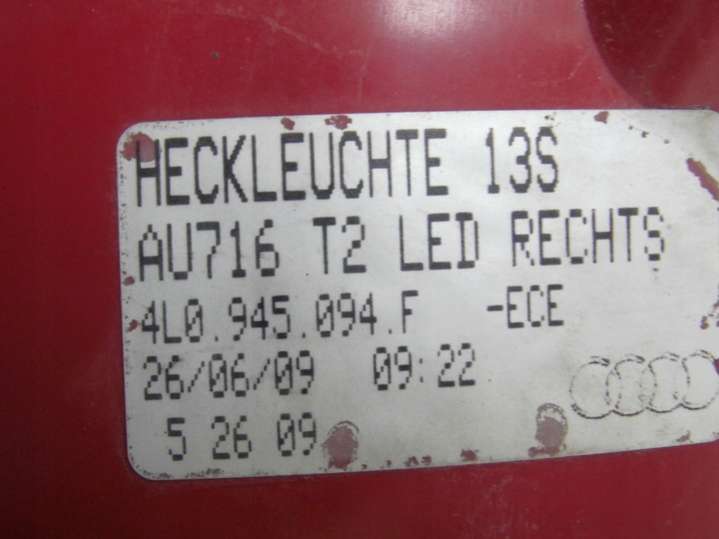 HECKLEUCHTE 13S
AU716 T2 LED RECHTS
4L0.945.094.F -ECE
26/06/09 09:22
5 26 09